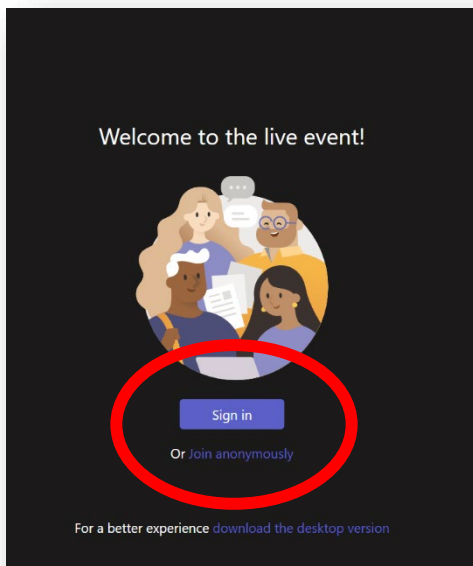 Welcome to the live event!
Sign in
Or Join anonymously
For a better experience download the desktop version